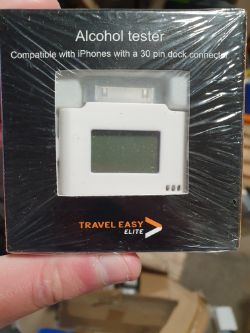 Alcohol tester
Compatible with iPhones with a 30 pin dock connector
TRAVEL EASY
ELITE